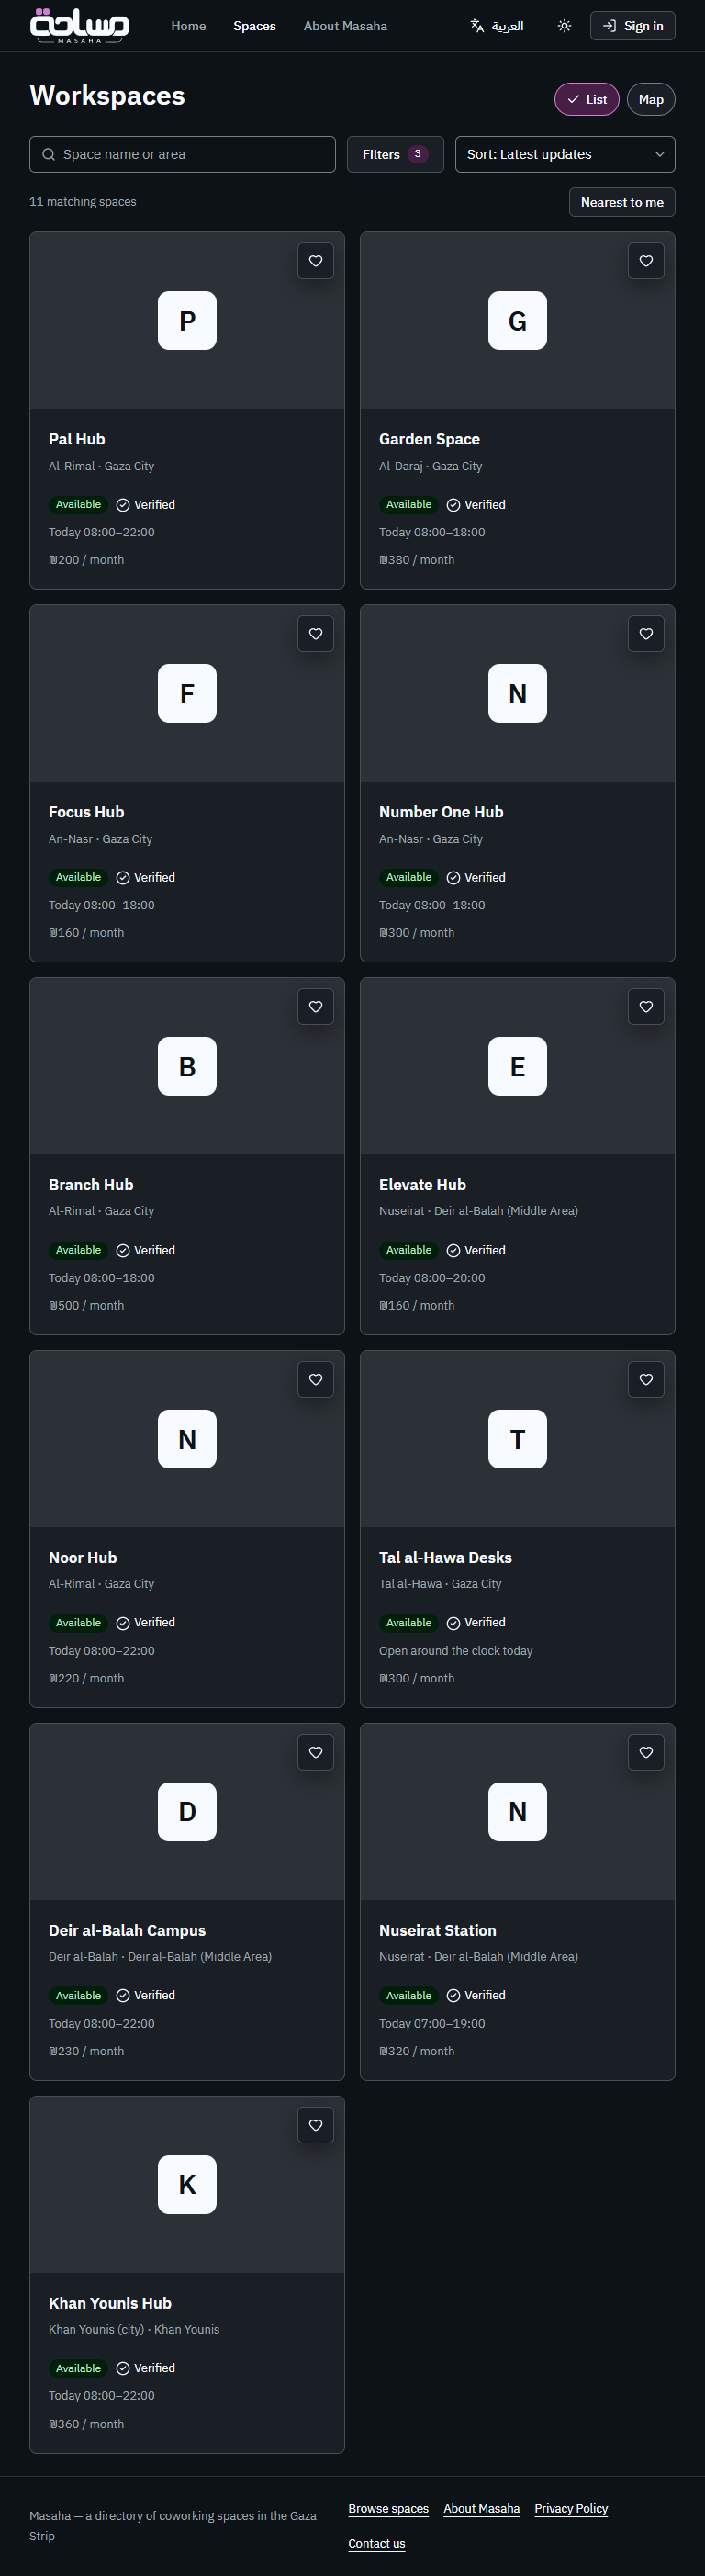 مساحة
MASAHA
Home
Spaces
About Masaha
العربية
Sign in
Workspaces
List
Map
Space name or area
Filters 3
Sort: Latest updates
11 matching spaces
Nearest to me
P
Pal Hub
Al-Rimal · Gaza City
Available Verified
Today 08:00–22:00
₪200 / month
G
Garden Space
Al-Daraj · Gaza City
Available Verified
Today 08:00–18:00
₪380 / month
F
Focus Hub
An-Nasr · Gaza City
Available Verified
Today 08:00–18:00
₪160 / month
N
Number One Hub
An-Nasr · Gaza City
Available Verified
Today 08:00–18:00
₪300 / month
B
Branch Hub
Al-Rimal · Gaza City
Available Verified
Today 08:00–18:00
₪500 / month
E
Elevate Hub
Nuseirat · Deir al-Balah (Middle Area)
Available Verified
Today 08:00–20:00
₪160 / month
N
Noor Hub
Al-Rimal · Gaza City
Available Verified
Today 08:00–22:00
₪220 / month
T
Tal al-Hawa Desks
Tal al-Hawa · Gaza City
Available Verified
Open around the clock today
₪300 / month
D
Deir al-Balah Campus
Deir al-Balah · Deir al-Balah (Middle Area)
Available Verified
Today 08:00–22:00
₪230 / month
N
Nuseirat Station
Nuseirat · Deir al-Balah (Middle Area)
Available Verified
Today 07:00–19:00
₪320 / month
K
Khan Younis Hub
Khan Younis (city) · Khan Younis
Available Verified
Today 08:00–22:00
₪360 / month
Masaha — a directory of coworking spaces in the Gaza
Strip
Browse spaces
About Masaha
Privacy Policy
Contact us